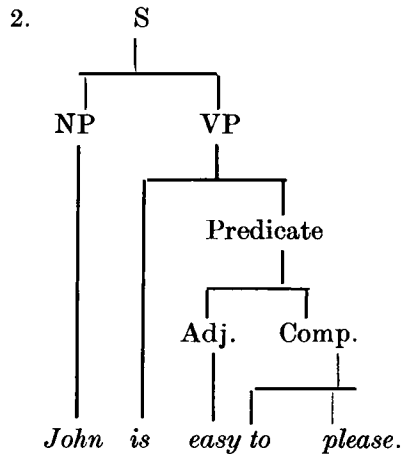 2. S
NP VP
Predicate
Adj. Comp.
John is easy to please.